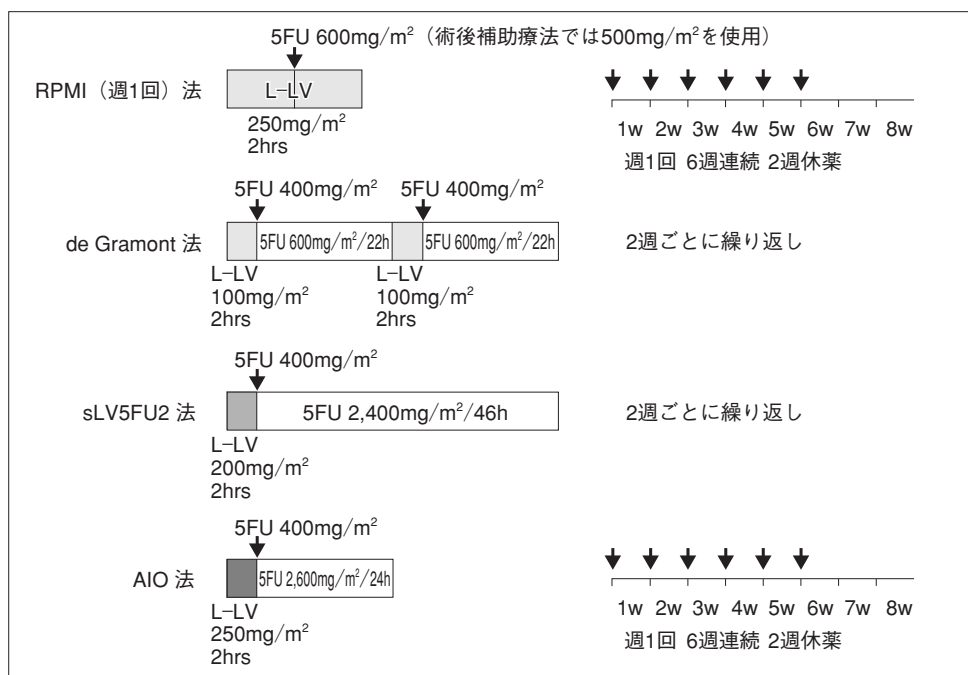 5FU 600mg/m²（術後補助療法では500mg/m²を使用）
RPMI（週1回）法
L−LV
250mg/m²
2hrs
1w 2w 3w 4w 5w 6w 7w 8w
週1回 6週連続 2週休薬
5FU 400mg/m² 5FU 400mg/m²
de Gramont 法
5FU 600mg/m²/22h 5FU 600mg/m²/22h
2週ごとに繰り返し
L−LV L−LV
100mg/m² 100mg/m²
2hrs 2hrs
5FU 400mg/m²
sLV5FU2 法
5FU 2,400mg/m²/46h
2週ごとに繰り返し
L−LV
200mg/m²
2hrs
5FU 400mg/m²
AIO 法
5FU 2,600mg/m²/24h
L−LV
250mg/m²
2hrs
1w 2w 3w 4w 5w 6w 7w 8w
週1回 6週連続 2週休薬